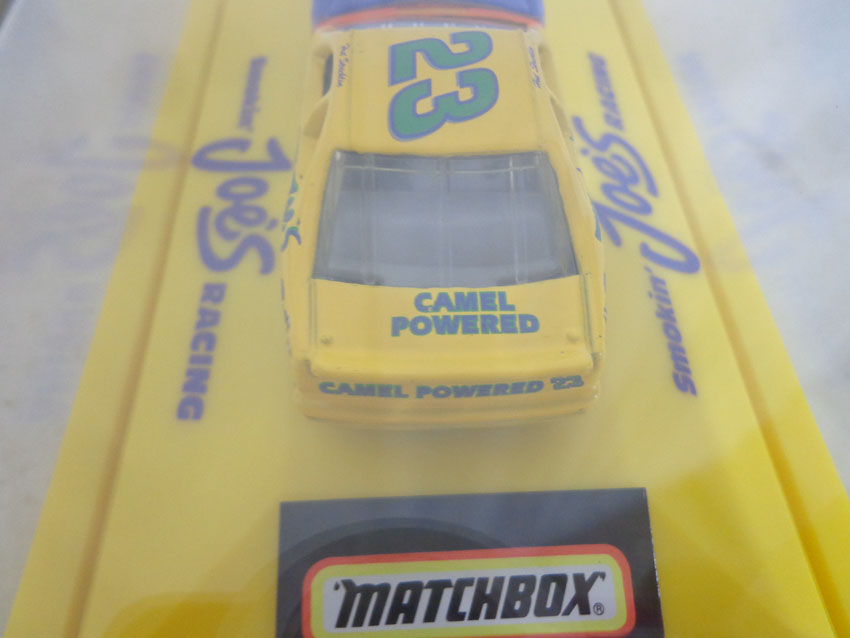 23
Smokin'
Joe's
RACING
Smokin'
Joe's
RACING
CAMEL
POWERED
CAMEL POWERED 23
MATCHBOX®